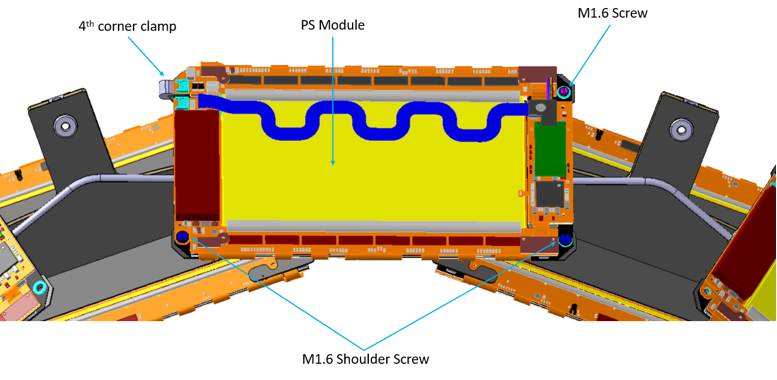 M1.6 Screw
4th corner clamp
PS Module
M1.6 Shoulder Screw